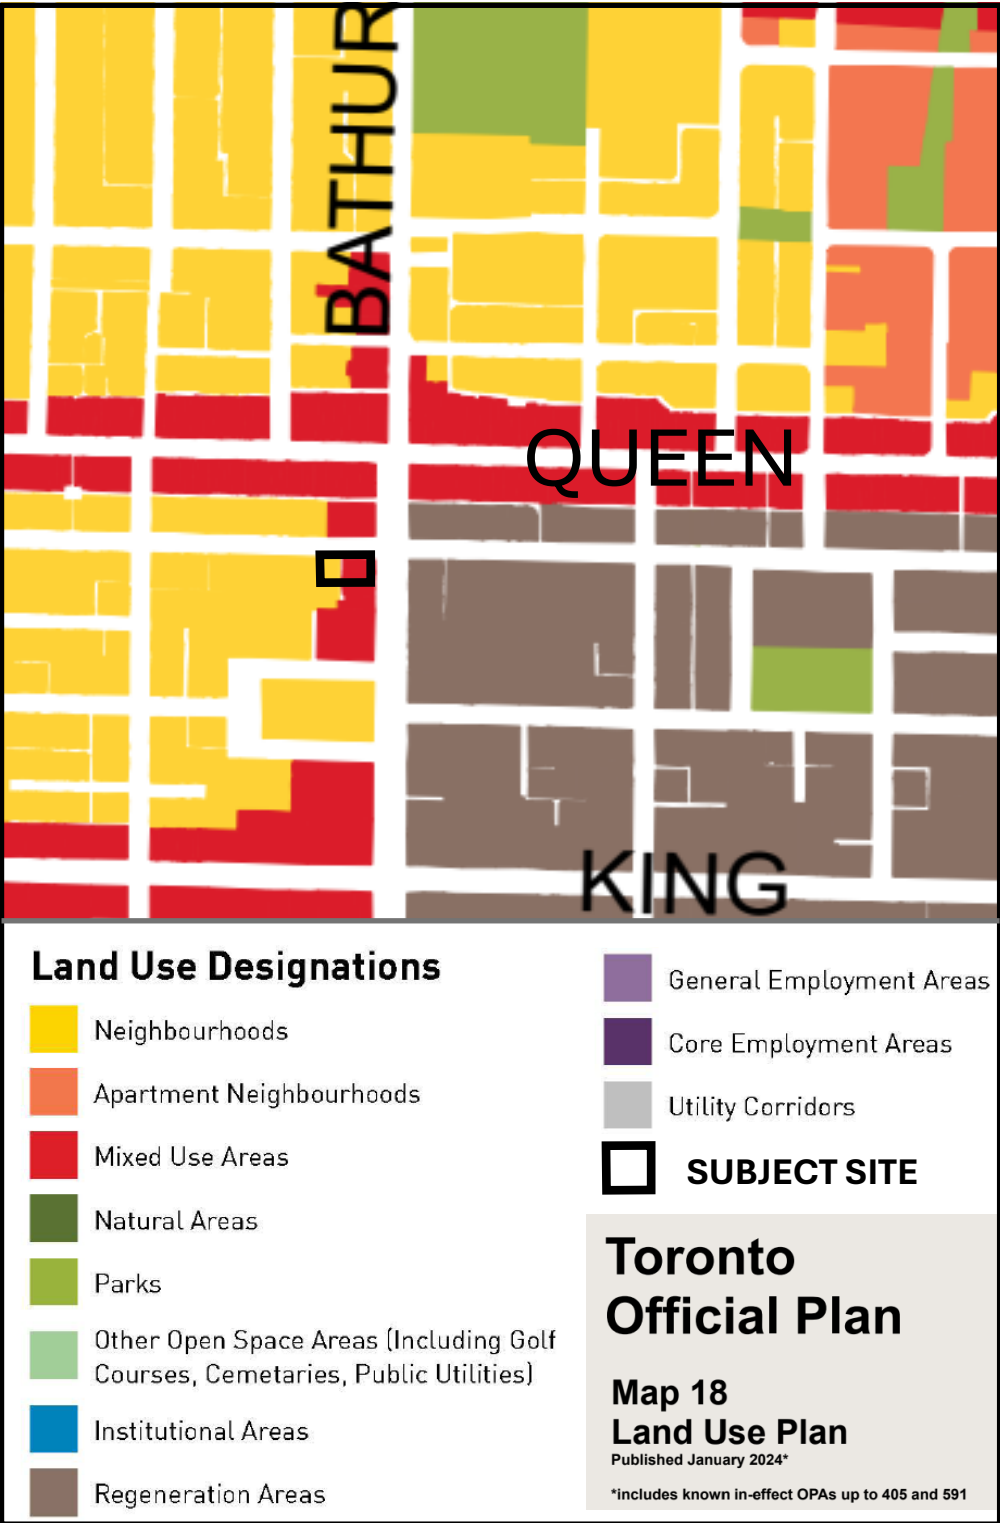 BATHUR
QUEEN
KING
Land Use Designations
Neighbourhoods
Apartment Neighbourhoods
Mixed Use Areas
Natural Areas
Parks
Other Open Space Areas (Including Golf
Courses, Cemetaries, Public Utilities)
Institutional Areas
Regeneration Areas
General Employment Areas
Core Employment Areas
Utility Corridors
SUBJECT SITE
Toronto
Official Plan
Map 18
Land Use Plan
Published January 2024*
*includes known in-effect OPAs up to 405 and 591